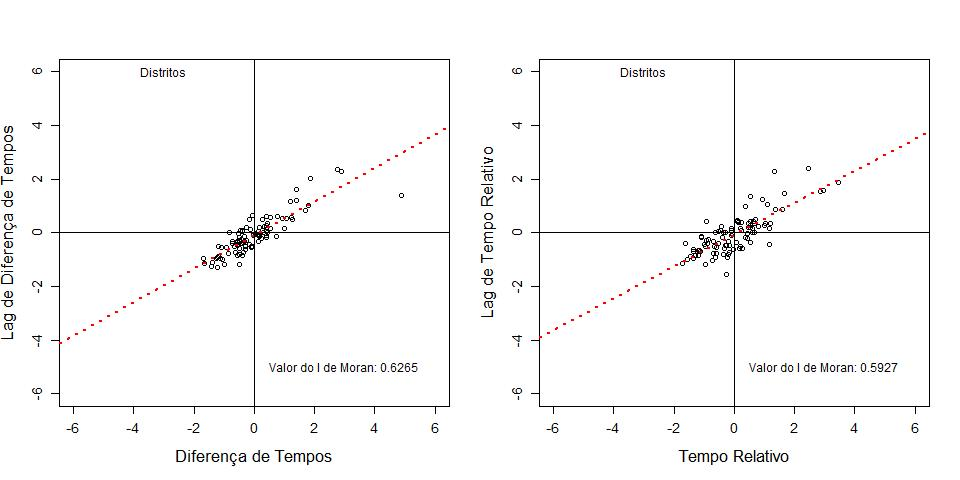 Distritos
Lag de Diferença de Tempos
6
4
2
0
-2
-4
-6
Valor do I de Moran: 0.6265
-6 -4 -2 0 2 4 6
Diferença de Tempos
Distritos
Lag de Tempo Relativo
6
4
2
0
-2
-4
-6
Valor do I de Moran: 0.5927
-6 -4 -2 0 2 4 6
Tempo Relativo